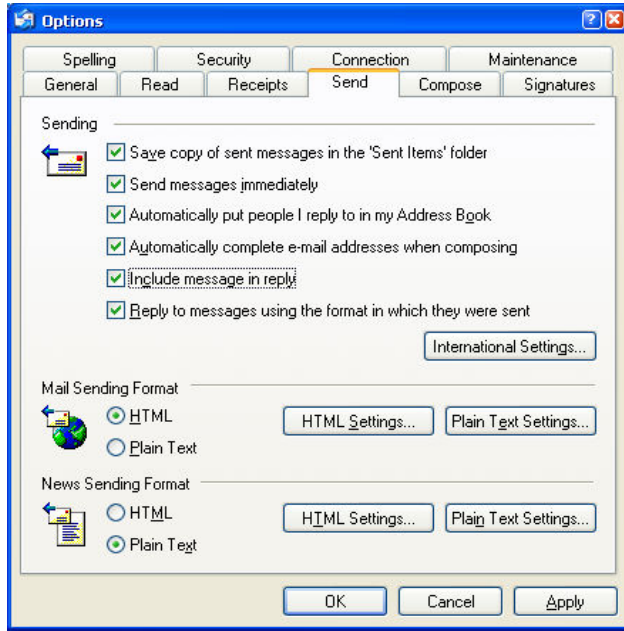 Options
Spelling Security Connection Maintenance
General Read Receipts Send Compose Signatures
Sending
Save copy of sent messages in the 'Sent Items' folder
Send messages immediately
Automatically put people I reply to in my Address Book
Automatically complete e-mail addresses when composing
Include message in reply
Reply to messages using the format in which they were sent
International Settings...
Mail Sending Format
HTML HTML Settings... Plain Text Settings...
Plain Text
News Sending Format
HTML HTML Settings... Plain Text Settings...
Plain Text
OK Cancel Apply